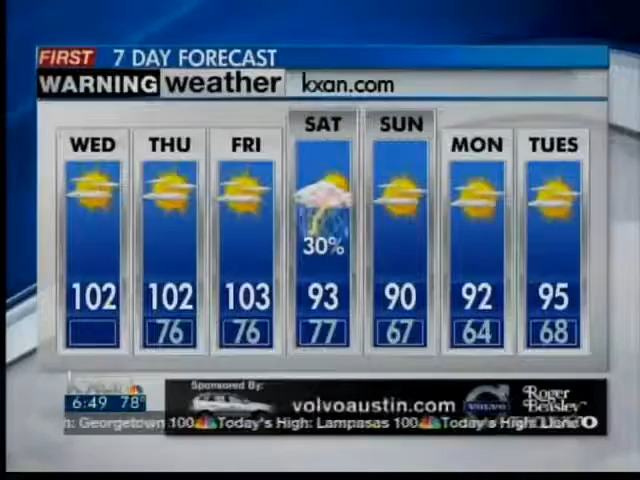 FIRST 7 DAY FORECAST
WARNING weather kxan.com
WED THU FRI SAT SUN MON TUES
30%
102 102 103 93 90 92 95
76 76 77 67 64 68
Sponsored By:
6:49 78° volvoaustin.com VOLVO Roger Beasley
n: Georgetown 100 Today's High: Lampasas 100 Today's High: